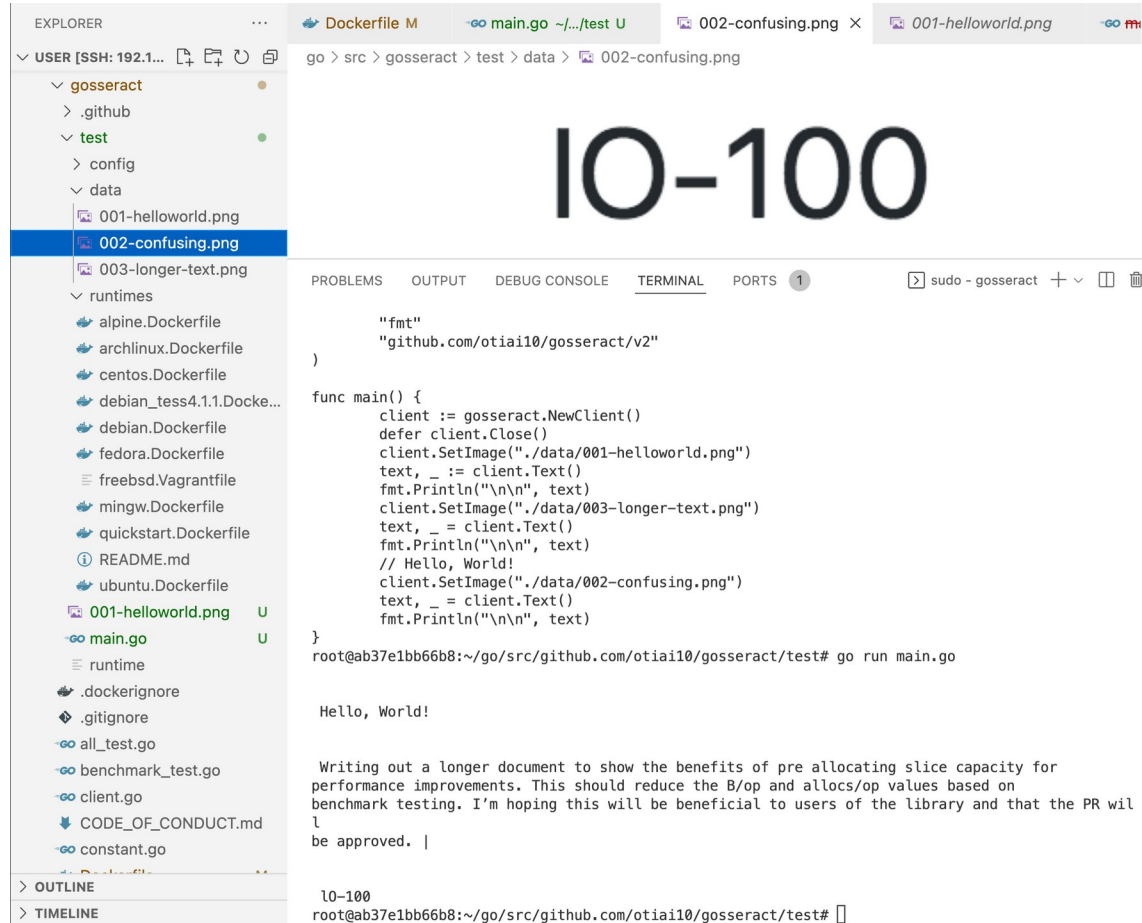 EXPLORER
USER [SSH: 192.1...
gosseract
.github
test
config
data
001-helloworld.png
002-confusing.png
003-longer-text.png
runtimes
alpine.Dockerfile
archlinux.Dockerfile
centos.Dockerfile
debian_tess4.1.1.Docke...
debian.Dockerfile
fedora.Dockerfile
freebsd.Vagrantfile
mingw.Dockerfile
quickstart.Dockerfile
README.md
ubuntu.Dockerfile
001-helloworld.png U
main.go U
runtime
.dockerignore
.gitignore
all_test.go
benchmark_test.go
client.go
CODE_OF_CONDUCT.md
constant.go
OUTLINE
TIMELINE
Dockerfile M
main.go ~/.../test U
002-confusing.png
001-helloworld.png
go > src > gosseract > test > data > 002-confusing.png
lO-100
PROBLEMS OUTPUT DEBUG CONSOLE TERMINAL PORTS 1
sudo - gosseract
"fmt"
"github.com/otiai10/gosseract/v2"
)
func main() {
client := gosseract.NewClient()
defer client.Close()
client.SetImage("./data/001-helloworld.png")
text, _ := client.Text()
fmt.Println("\n\n", text)
client.SetImage("./data/003-longer-text.png")
text, _ = client.Text()
fmt.Println("\n\n", text)
// Hello, World!
client.SetImage("./data/002-confusing.png")
text, _ = client.Text()
fmt.Println("\n\n", text)
}
root@ab37e1bb66b8:~/go/src/github.com/otiai10/gosseract/test# go run main.go
Hello, World!
Writing out a longer document to show the benefits of pre allocating slice capacity for
performance improvements. This should reduce the B/op and allocs/op values based on
benchmark testing. I’m hoping this will be beneficial to users of the library and that the PR wil
l
be approved. |
lO-100
root@ab37e1bb66b8:~/go/src/github.com/otiai10/gosseract/test#